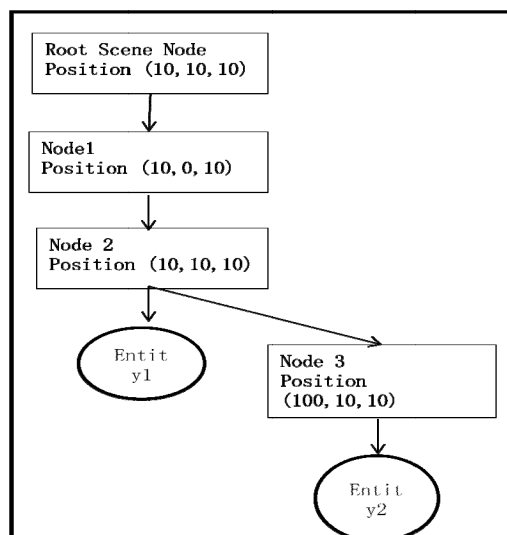 Root Scene Node
Position (10, 10, 10)
Node1
Position (10, 0, 10)
Node 2
Position (10, 10, 10)
Entit
y1
Node 3
Position
(100, 10, 10)
Entit
y2